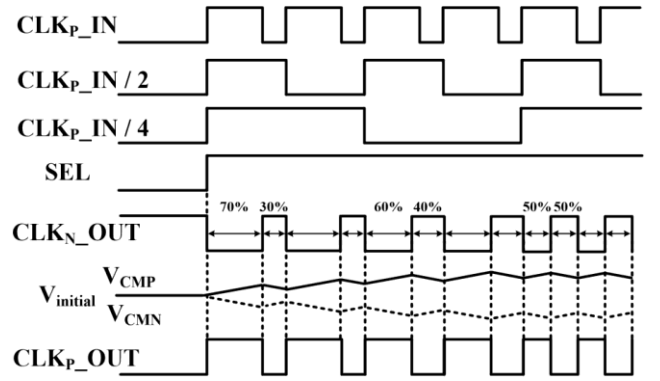 CLKP_IN
CLKP_IN / 2
CLKP_IN / 4
SEL
70% 30% 60% 40% 50% 50%
CLKN_OUT
VCMP
Vinitial
VCMN
CLKP_OUT